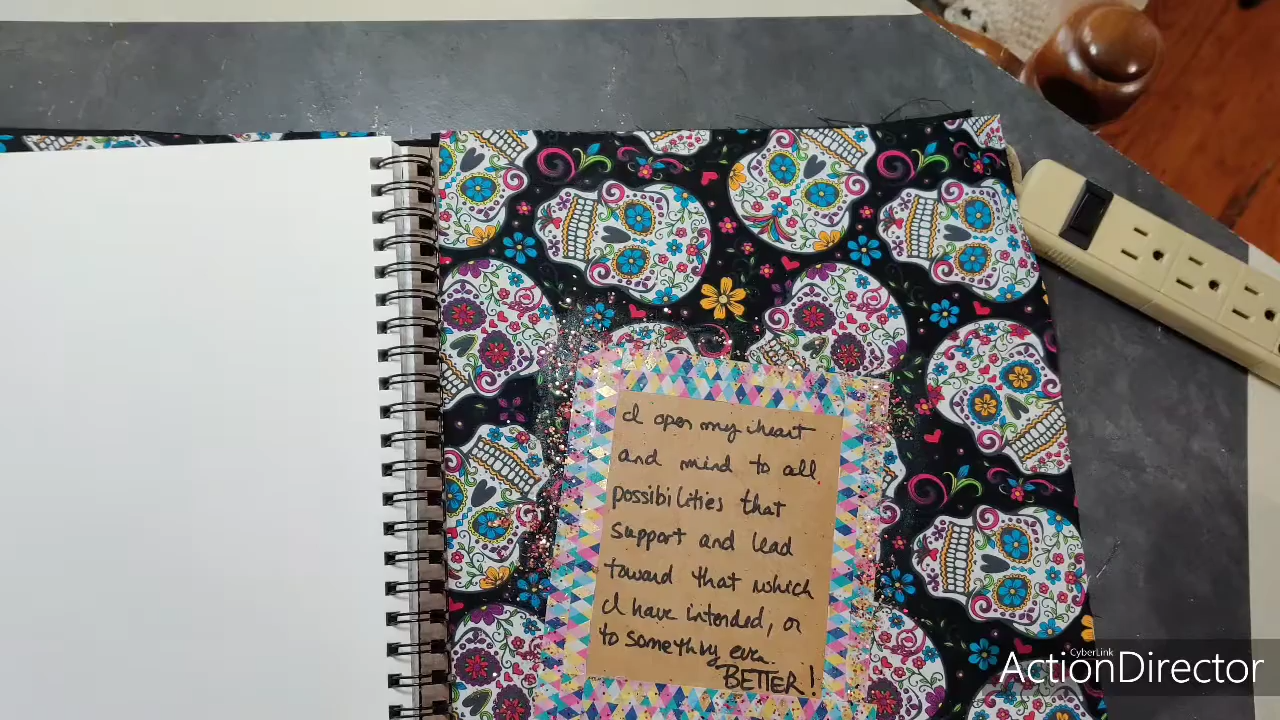 I open my heart
and mind to all
possibilities that
support and lead
toward that which
I have intended, or
to something even
BETTER!
CyberLink
ActionDirector